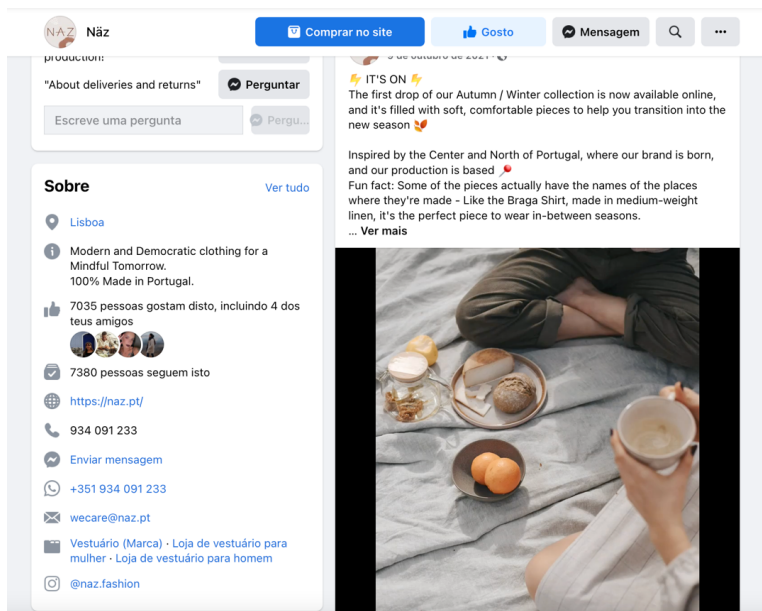 NAZ
Näz
Comprar no site
Gosto
Mensagem
production!
"About deliveries and returns"
Perguntar
Escreve uma pergunta
Pergu...
Sobre
Ver tudo
Lisboa
Modern and Democratic clothing for a
Mindful Tomorrow.
100% Made in Portugal.
7035 pessoas gostam disto, incluindo 4 dos
teus amigos
7380 pessoas seguem isto
https://naz.pt/
934 091 233
Enviar mensagem
+351 934 091 233
wecare@naz.pt
Vestuário (Marca) · Loja de vestuário para
mulher · Loja de vestuário para homem
@naz.fashion
de outubro de 2021 ·
⚡ IT'S ON ⚡
The first drop of our Autumn / Winter collection is now available online,
and it's filled with soft, comfortable pieces to help you transition into the
new season 🍂
Inspired by the Center and North of Portugal, where our brand is born,
and our production is based 📍
Fun fact: Some of the pieces actually have the names of the places
where they're made - Like the Braga Shirt, made in medium-weight
linen, it's the perfect piece to wear in-between seasons.
... Ver mais